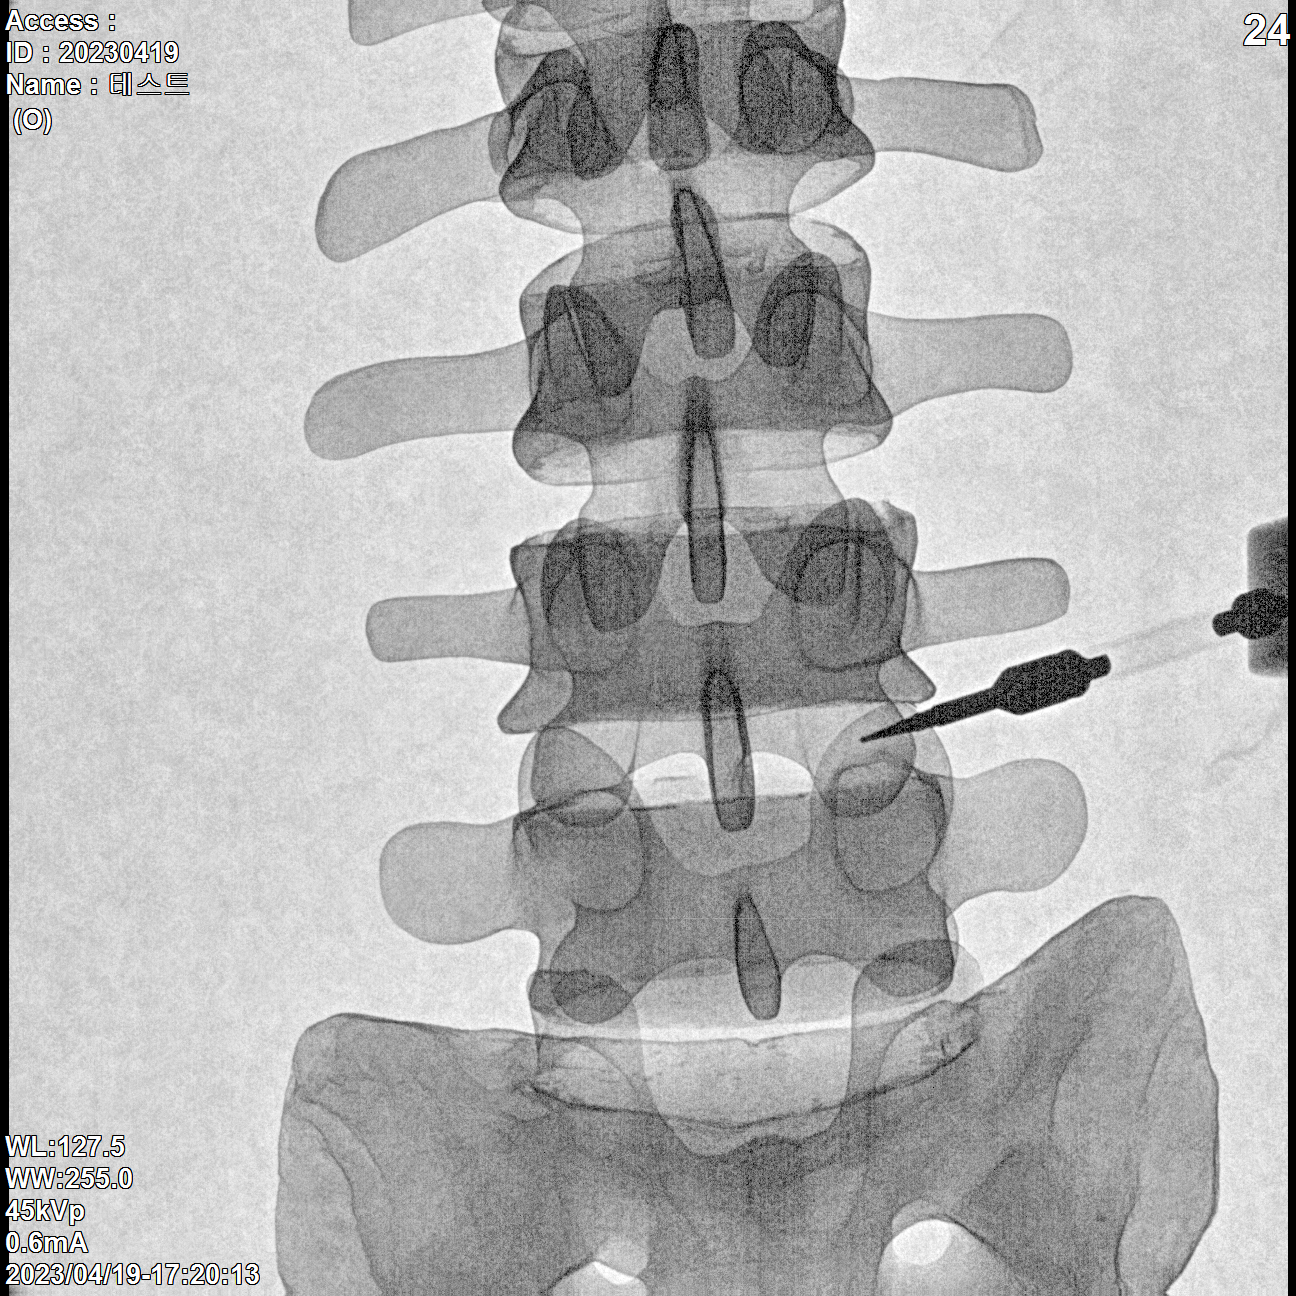 Access :
ID : 20230419
Name : 테스트
(O)
24
WL:127.5
WW:255.0
45kVp
0.6mA
2023/04/19-17:20:13